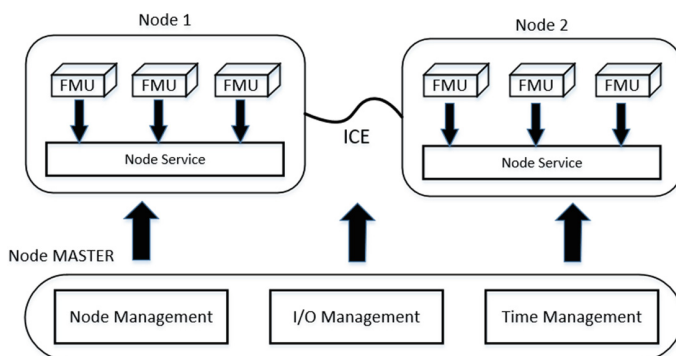 Node 1
Node 2
FMU FMU FMU
FMU FMU FMU
ICE
Node Service
Node Service
Node MASTER
Node Management
I/O Management
Time Management